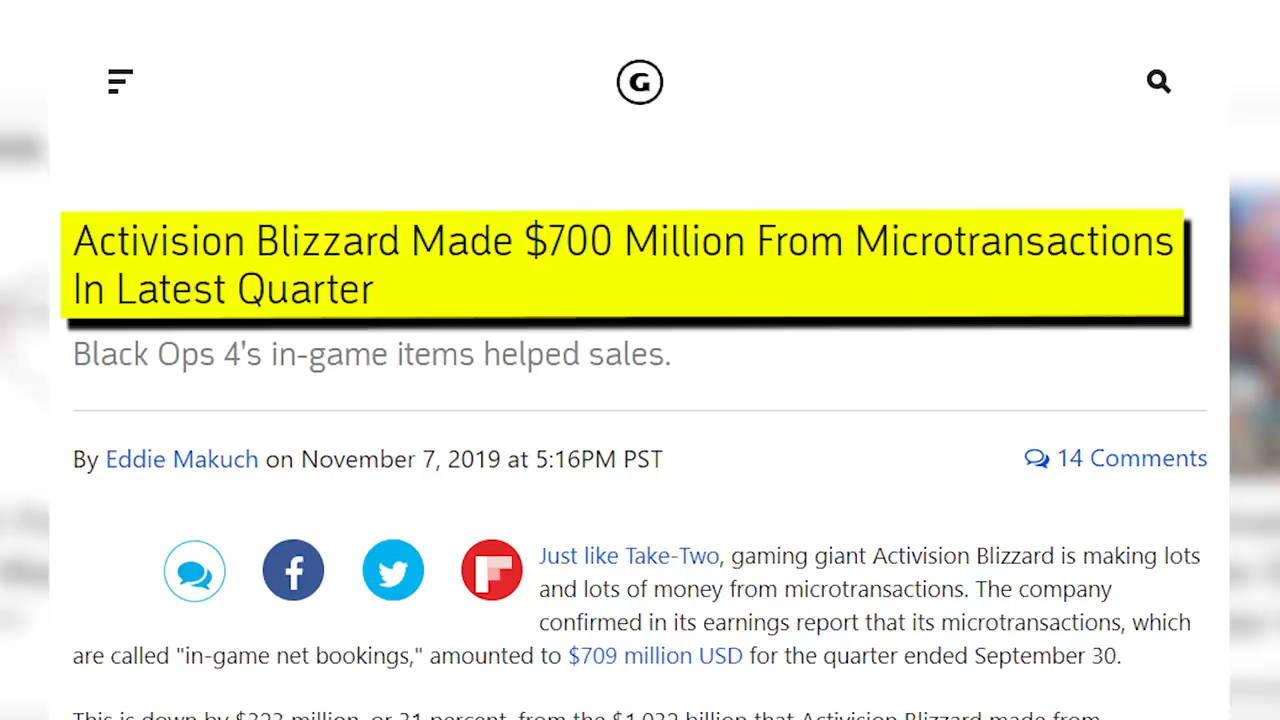 G
Activision Blizzard Made $700 Million From Microtransactions
In Latest Quarter
Black Ops 4's in-game items helped sales.
By Eddie Makuch on November 7, 2019 at 5:16PM PST
14 Comments
Just like Take-Two, gaming giant Activision Blizzard is making lots
and lots of money from microtransactions. The company
confirmed in its earnings report that its microtransactions, which
are called "in-game net bookings," amounted to $709 million USD for the quarter ended September 30.
This is down by $323 million, or 31 percent, from the $1.032 billion that Activision Blizzard made from